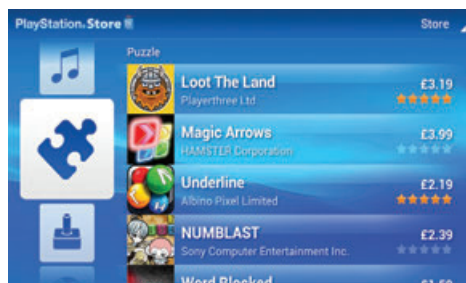 PlayStation. Store
Store
Puzzle
Loot The Land
£3.19
Playerthree Ltd
Magic Arrows
£3.99
HAMSTER Corporation
Underline
£2.19
Albino Pixel Limited
NUMBLAST
£2.39
Sony Computer Entertainment Inc.
Word Blocked